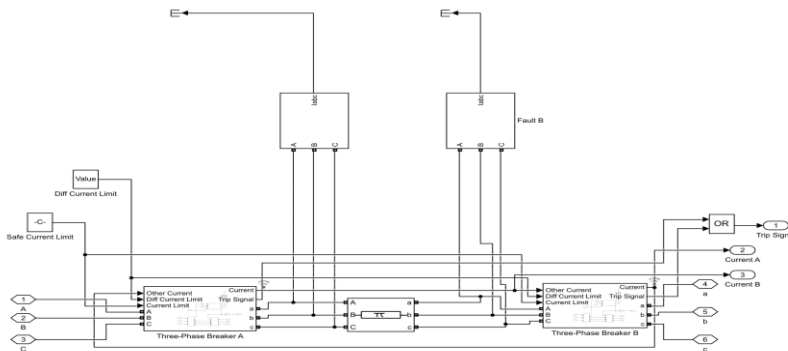 Iabc
Iabc
A B C
A B C
Fault B
Value
Diff Current Limit
-C-
Safe Current Limit
OR
1
Trip Sign
2
Current A
3
Current B
1
A
2
B
3
C
Other Current
Diff Current Limit
Current Limit
A
B
C
Current
Trip Signal
a
b
c
Three-Phase Breaker A
A
B
C
π
a
b
c
Other Current
Diff Current Limit
Current Limit
A
B
C
Current
Trip Signal
a
b
c
Three-Phase Breaker B
4
a
5
b
6
c